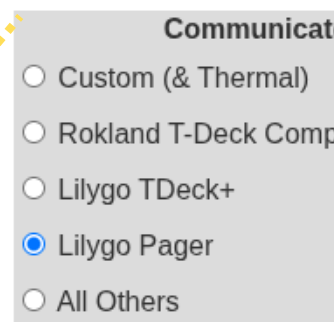 Communicat
Custom (& Thermal)
Rokland T-Deck Comp
Lilygo TDeck+
Lilygo Pager
All Others